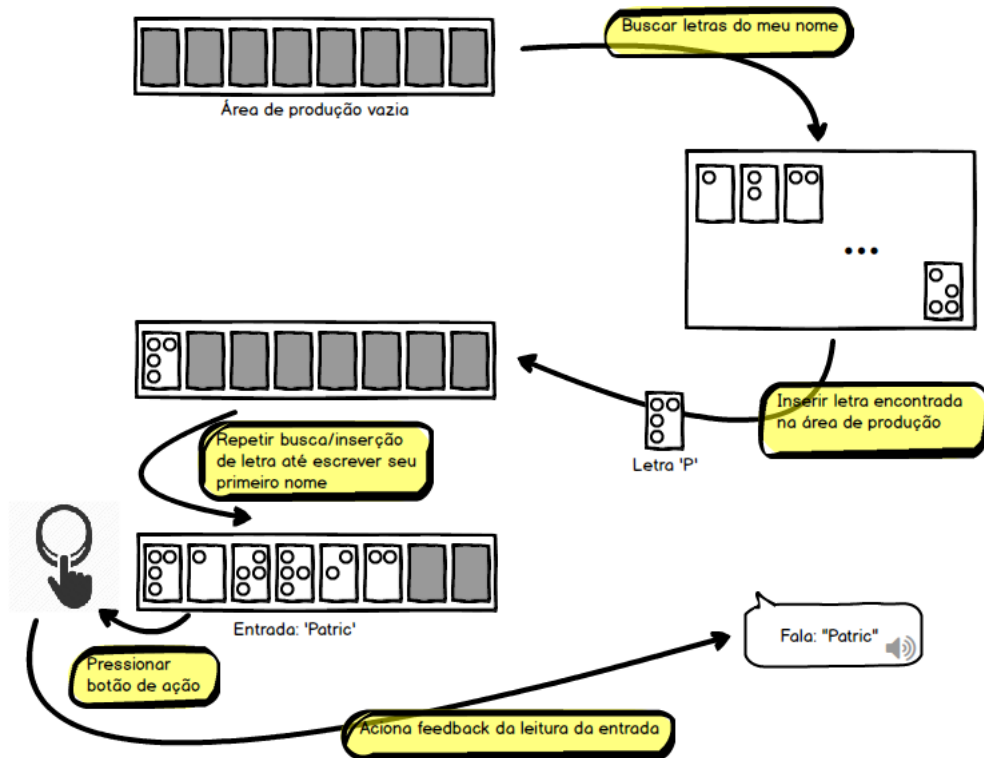 Buscar letras do meu nome
Área de produção vazia
Inserir letra encontrada
na área de produção
Letra 'P'
Repetir busca/inserção
de letra até escrever seu
primeiro nome
Entrada: 'Patric'
Fala: "Patric"
Pressionar
botão de ação
Aciona feedback da leitura da entrada